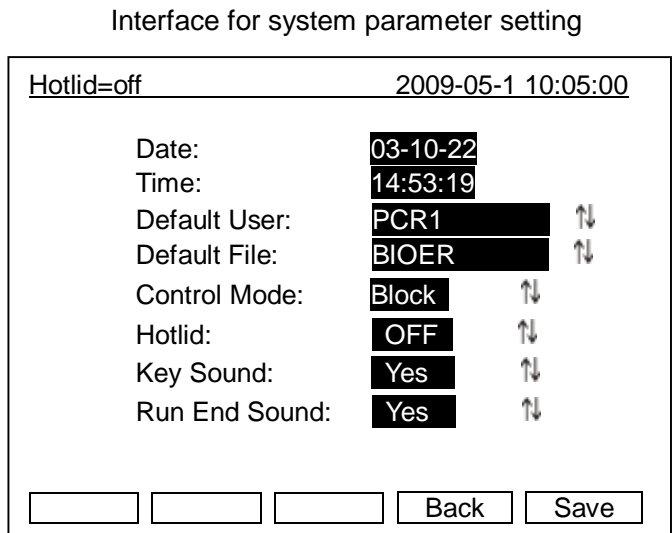 Interface for system parameter setting
Hotlid=off 2009-05-1 10:05:00
Date: 03-10-22
Time: 14:53:19
Default User: PCR1 ⇅
Default File: BIOER ⇅
Control Mode: Block ⇅
Hotlid: OFF ⇅
Key Sound: Yes ⇅
Run End Sound: Yes ⇅
Back Save